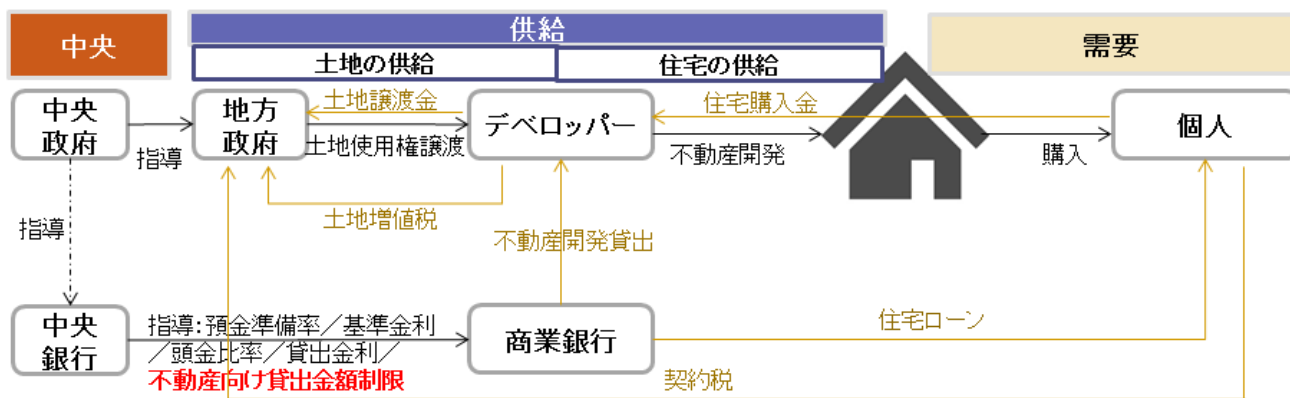 中央
供給
需要
土地の供給
住宅の供給
中央
政府
地方
政府
デベロッパー
個人
指導
土地譲渡金
土地使用権譲渡
不動産開発
住宅購入金
購入
土地増値税
不動産開発貸出
指導
中央
銀行
指導:預金準備率／基準金利
／頭金比率／貸出金利／
不動産向け貸出金額制限
商業銀行
住宅ローン
契約税